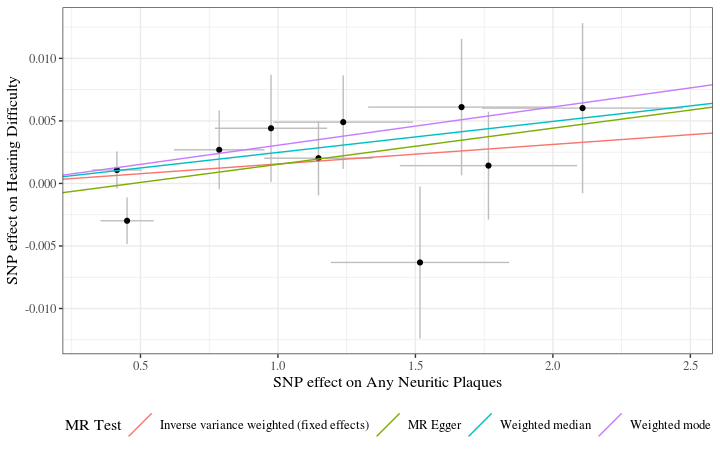 SNP effect on Hearing Difficulty
0.010
0.005
0.000
-0.005
-0.010
0.5 1.0 1.5 2.0 2.5
SNP effect on Any Neuritic Plaques
MR Test Inverse variance weighted (fixed effects) MR Egger Weighted median Weighted mode